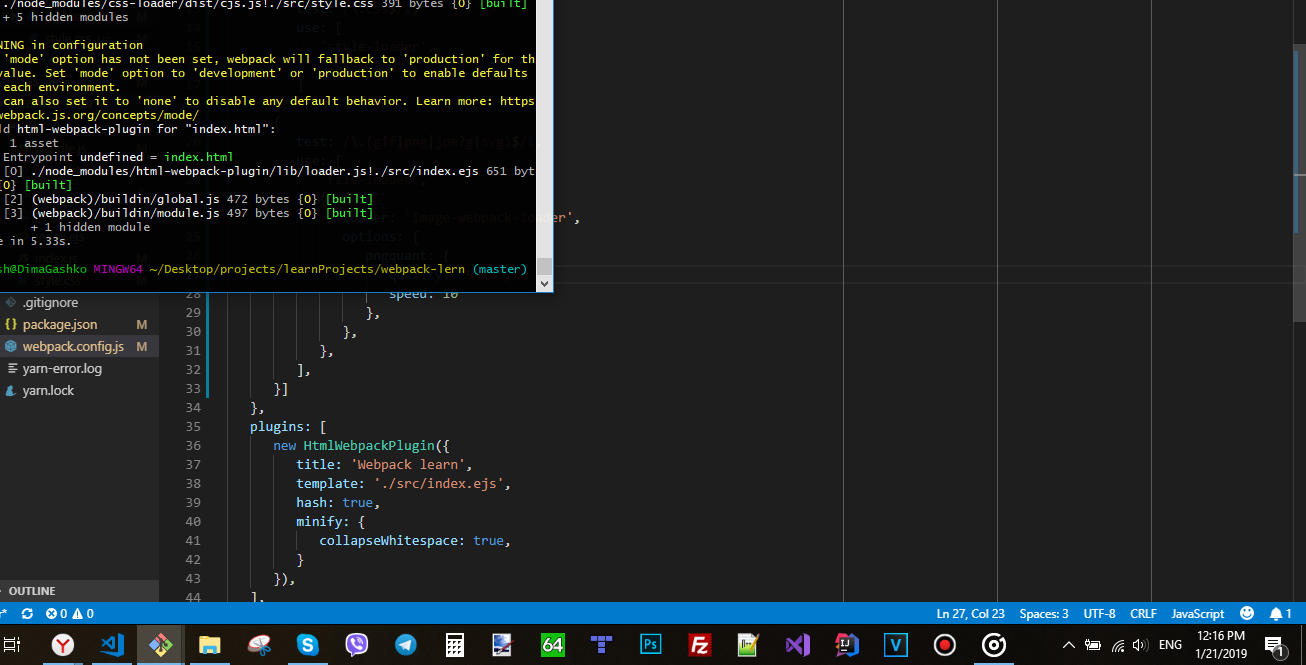 ./node_modules/css-loader/dist/cjs.js!./src/style.css 391 bytes {0} [built]
+ 5 hidden modules
use: [
NING in configuration
'mode' option has not been set, webpack will fallback to 'production' for th
value. Set 'mode' option to 'development' or 'production' to enable defaults
each environment.
can also set it to 'none' to disable any default behavior. Learn more: https
webpack.js.org/concepts/mode/
ld html-webpack-plugin for "index.html":
1 asset
Entrypoint undefined = index.html
[0] ./node_modules/html-webpack-plugin/lib/loader.js!./src/index.ejs 651 byt
{0} [built]
[2] (webpack)/buildin/global.js 472 bytes {0} [built]
[3] (webpack)/buildin/module.js 497 bytes {0} [built]
'image-webpack-loader',
+ 1 hidden module
options: {
e in 5.33s.
pngquant: {
sh@DimaGashko MINGW64 ~/Desktop/projects/learnProjects/webpack-lern (master)
28 speed: 10
29 },
30 },
31 },
32 ],
33 }]
34 },
35 plugins: [
36 new HtmlWebpackPlugin({
37 title: 'Webpack learn',
38 template: './src/index.ejs',
39 hash: true,
40 minify: {
41 collapseWhitespace: true,
42 }
43 }),
44 ],
.gitignore
{} package.json M
webpack.config.js M
yarn-error.log
yarn.lock
OUTLINE
0 0
Ln 27, Col 23 Spaces: 3 UTF-8 CRLF JavaScript 1
64
Ps
Fz
IJ
V
ENG
12:16 PM
1/21/2019
1